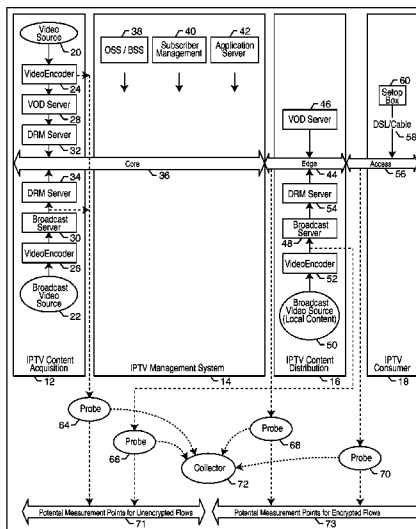 Video
Source
20
VideoEncoder
24
VOD Server
28
DRM Server
32
34
DRM Server
Broadcast
Server
30
VideoEncoder
26
Broadcast
Video
Source
22
IPTV Content
Acquisition
12
38
OSS / BSS
40
Subscriber
Management
42
Application
Server
Core
36
IPTV Management System
14
46
VOD Server
Edge
44
DRM Server
54
Broadcast
Server
48
VideoEncoder
52
Broadcast
Video Source
(Local Content)
50
IPTV Content
Distribution
16
60
Setop
Box
DSL/Cable
58
Access
56
IPTV
Consumer
18
Probe
64
Probe
66
Probe
68
Probe
70
Collector
72
Potential Measurement Points for Unencrypted Flows
71
Potential Measurement Points for Encrypted Flows
73